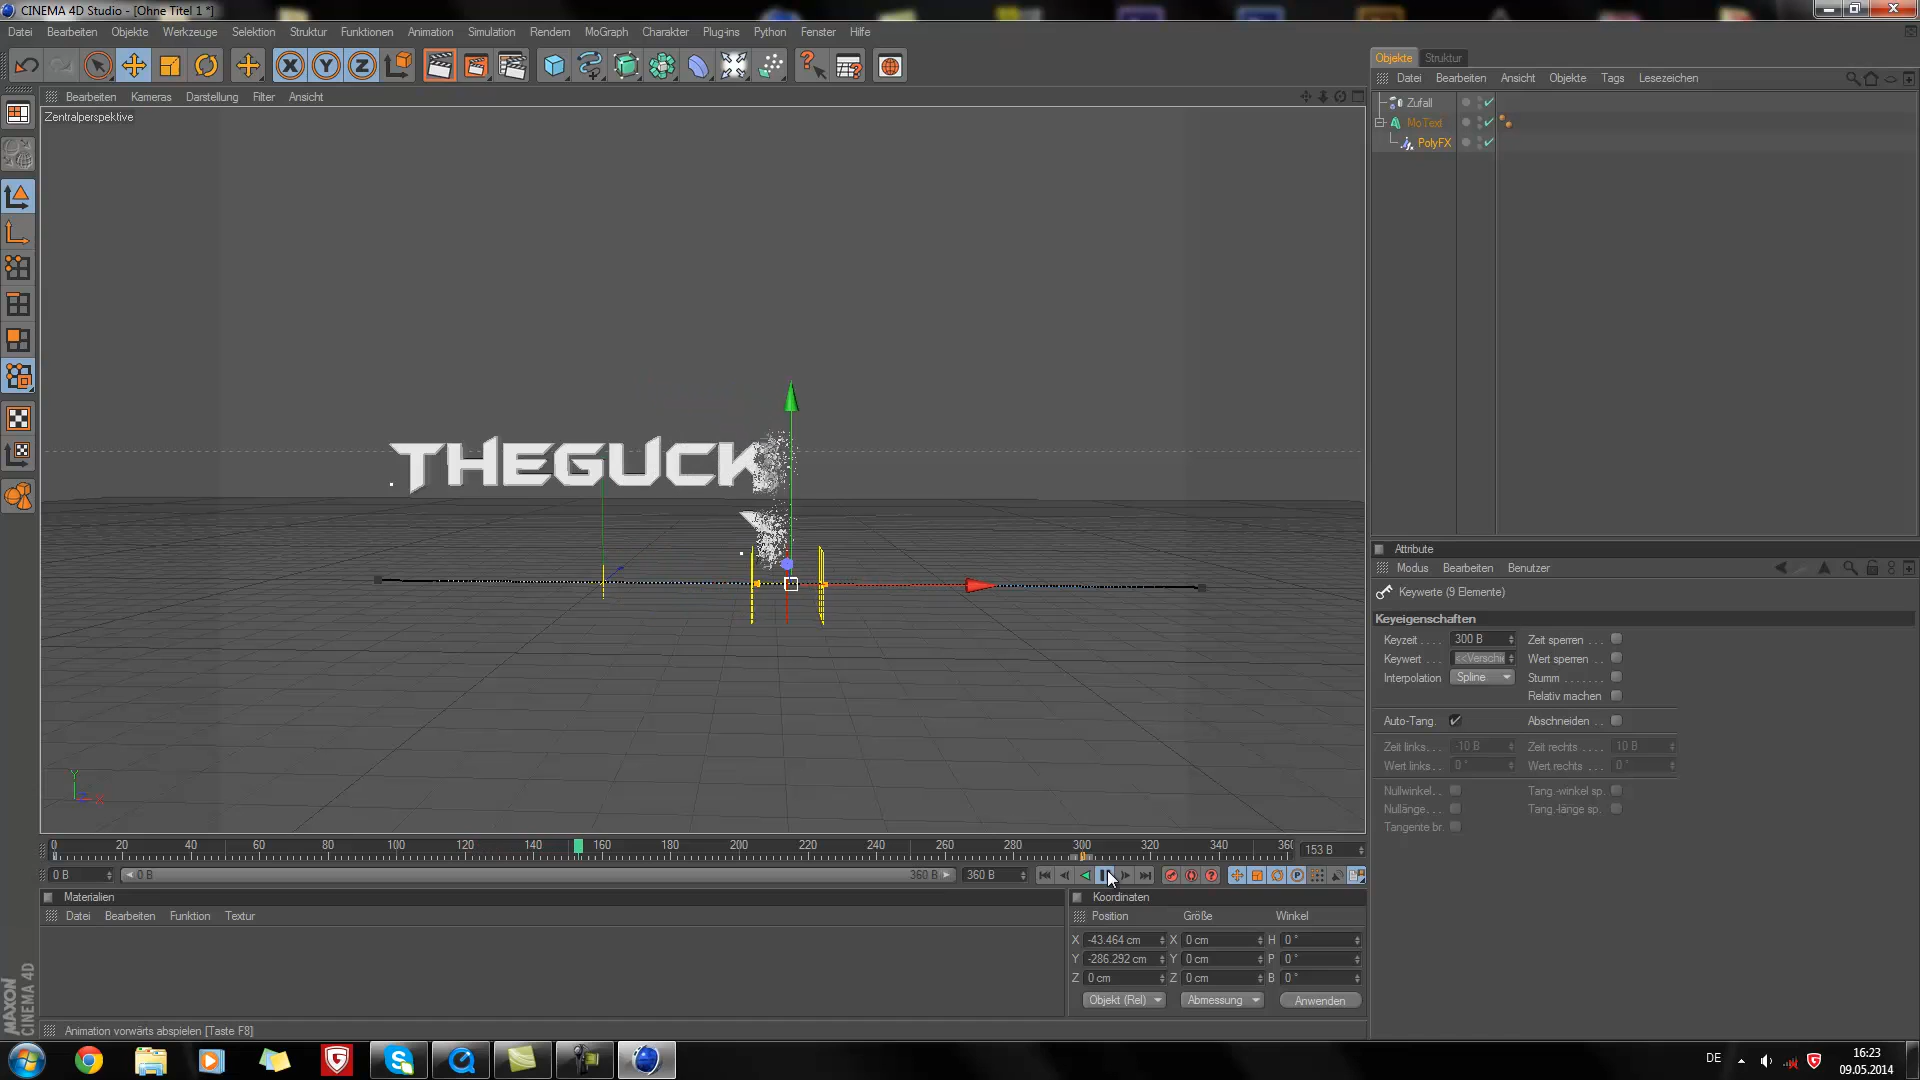 CINEMA 4D Studio - [Ohne Titel 1 *]
Datei Bearbeiten Objekte Werkzeuge Selektion Struktur Funktionen Animation Simulation Rendern MoGraph Charakter Plug-ins Python Fenster Hilfe
X Y Z
Objekte Struktur
Datei Bearbeiten Ansicht Objekte Tags Lesezeichen
Bearbeiten Kameras Darstellung Filter Ansicht
Zufall
MoText
PolyFX
Zentralperspektive
THEGUCK
Y
Attribute
Modus Bearbeiten Benutzer
Keywerte (9 Elemente)
Keyeigenschaften
Keyzeit . . . . 300 B Zeit sperren . . .
Keywert . . . <<Verschi Wert sperren . .
Interpolation Spline Stumm . . . . . . .
Relativ machen
Auto-Tang. Abschneiden . .
Zeit links. . . -10 B Zeit rechts . . . . 10 B
Wert links. . 0 ° Wert rechts . . . 0 °
Nullwinkel. . Tang.-winkel sp.
Nullänge. . . Tang.-länge sp.
Tangente br.
0 20 40 60 80 100 120 140 160 180 200 220 240 260 280 300 320 340 360 153 B
0 B 0 B 360 B 360 B
Materialien
Datei Bearbeiten Funktion Textur
Koordinaten
Position Größe Winkel
X -43.464 cm X 0 cm H 0 °
Y -286.292 cm Y 0 cm P 0 °
Z 0 cm Z 0 cm B 0 °
Objekt (Rel) Abmessung Anwenden
MAXON
CINEMA 4D
Animation vorwärts abspielen [Taste F8]
DE 16:23
09.05.2014